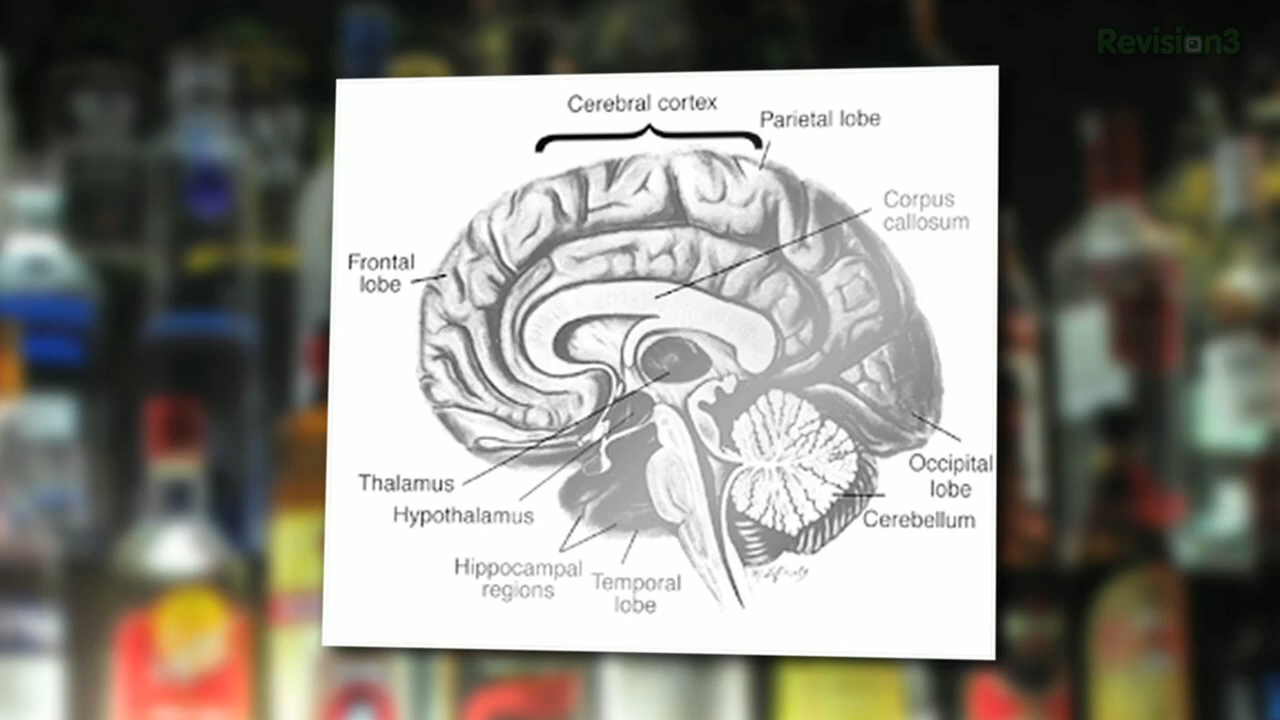 Revision3
Cerebral cortex
Parietal lobe
Corpus
callosum
Frontal
lobe
Thalamus
Hypothalamus
Hippocampal
regions
Temporal
lobe
Occipital
lobe
Cerebellum